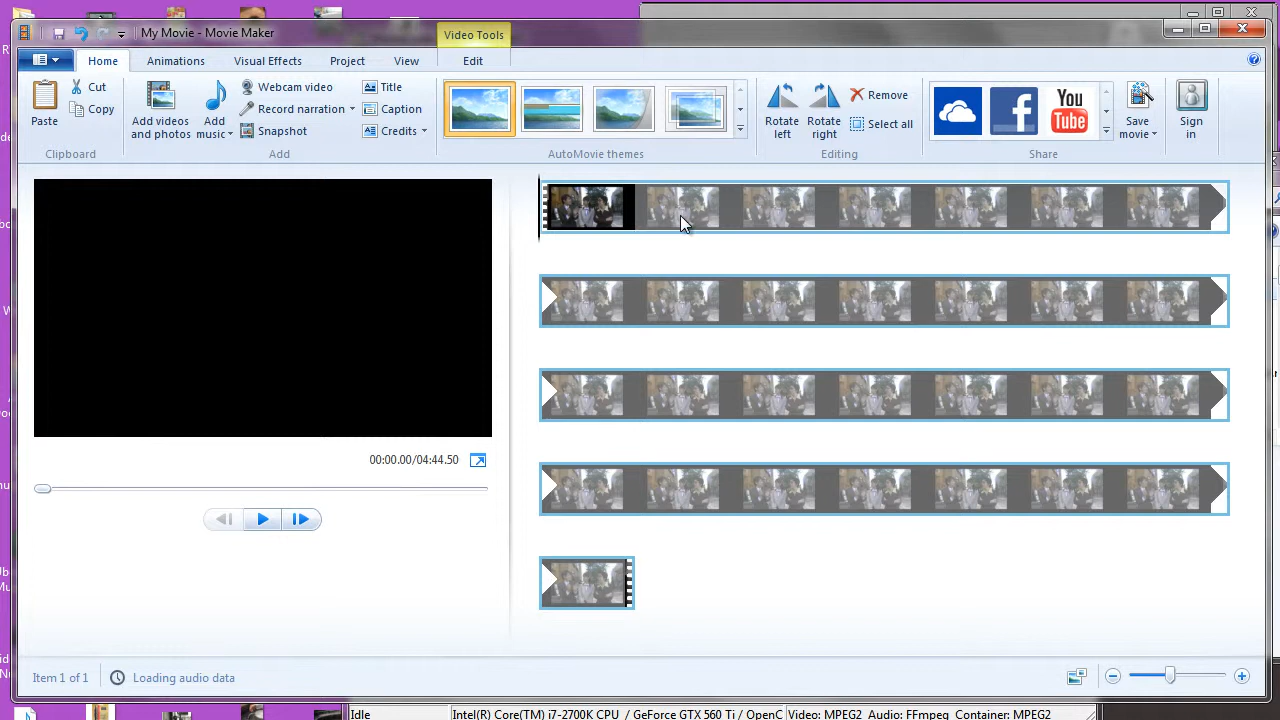 My Movie - Movie Maker
Video Tools
Home
Animations
Visual Effects
Project
View
Edit
Paste
Cut
Copy
Clipboard
Add videos
and photos
Add
music
Webcam video
Record narration
Snapshot
Title
Caption
Credits
Add
AutoMovie themes
Rotate
left
Rotate
right
Remove
Select all
Editing
You
Tube
Share
Save
movie
Sign
in
00:00.00/04:44.50
Item 1 of 1
Loading audio data
Idle
Intel(R) Core(TM) i7-2700K CPU / GeForce GTX 560 Ti / OpenC
Video: MPEG2 Audio: FFmpeg Container: MPEG2